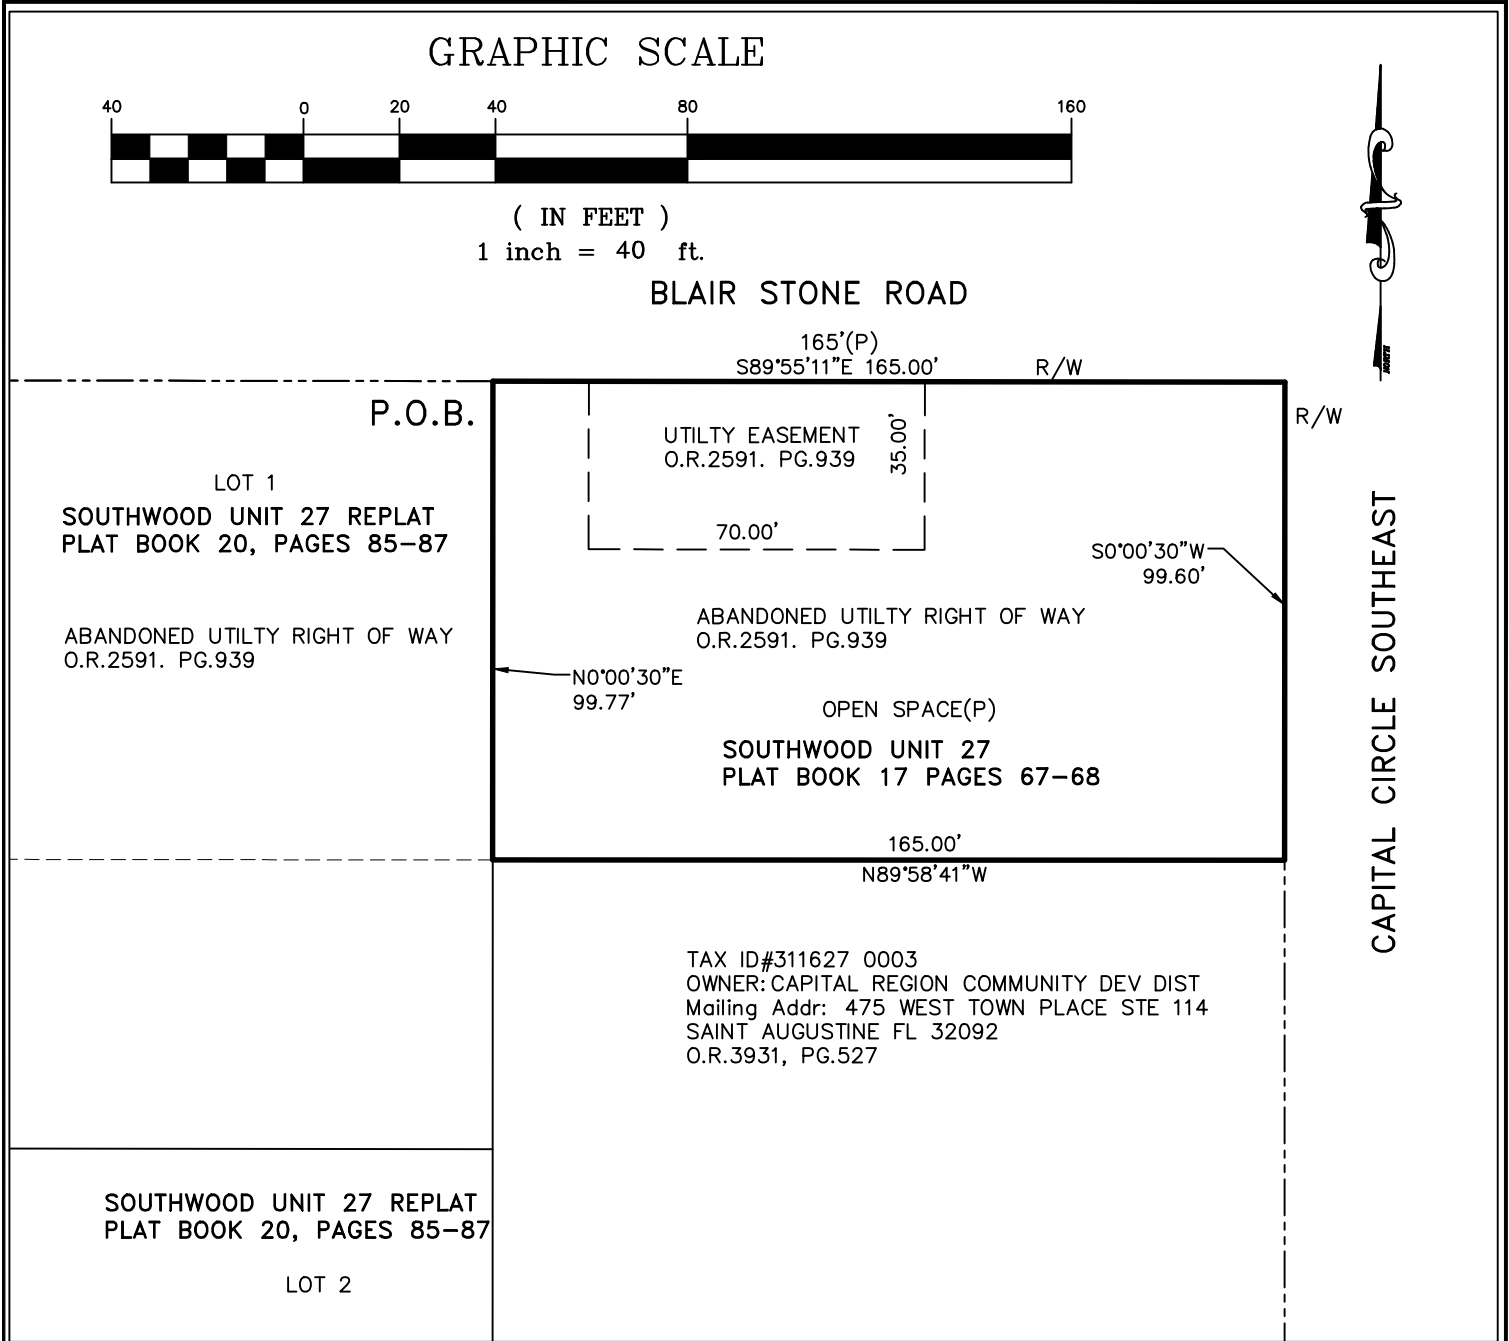 GRAPHIC SCALE
40 0 20 40 80 160
( IN FEET )
1 inch = 40 ft.
NORTH
BLAIR STONE ROAD
165'(P)
S89°55'11"E 165.00'
R/W
R/W
P.O.B.
UTILTY EASEMENT
O.R.2591. PG.939
35.00'
70.00'
LOT 1
SOUTHWOOD UNIT 27 REPLAT
PLAT BOOK 20, PAGES 85-87
S0°00'30"W
99.60'
CAPITAL CIRCLE SOUTHEAST
ABANDONED UTILTY RIGHT OF WAY
O.R.2591. PG.939
ABANDONED UTILTY RIGHT OF WAY
O.R.2591. PG.939
N0°00'30"E
99.77'
OPEN SPACE(P)
SOUTHWOOD UNIT 27
PLAT BOOK 17 PAGES 67-68
165.00'
N89°58'41"W
TAX ID#311627 0003
OWNER: CAPITAL REGION COMMUNITY DEV DIST
Mailing Addr: 475 WEST TOWN PLACE STE 114
SAINT AUGUSTINE FL 32092
O.R.3931, PG.527
SOUTHWOOD UNIT 27 REPLAT
PLAT BOOK 20, PAGES 85-87
LOT 2